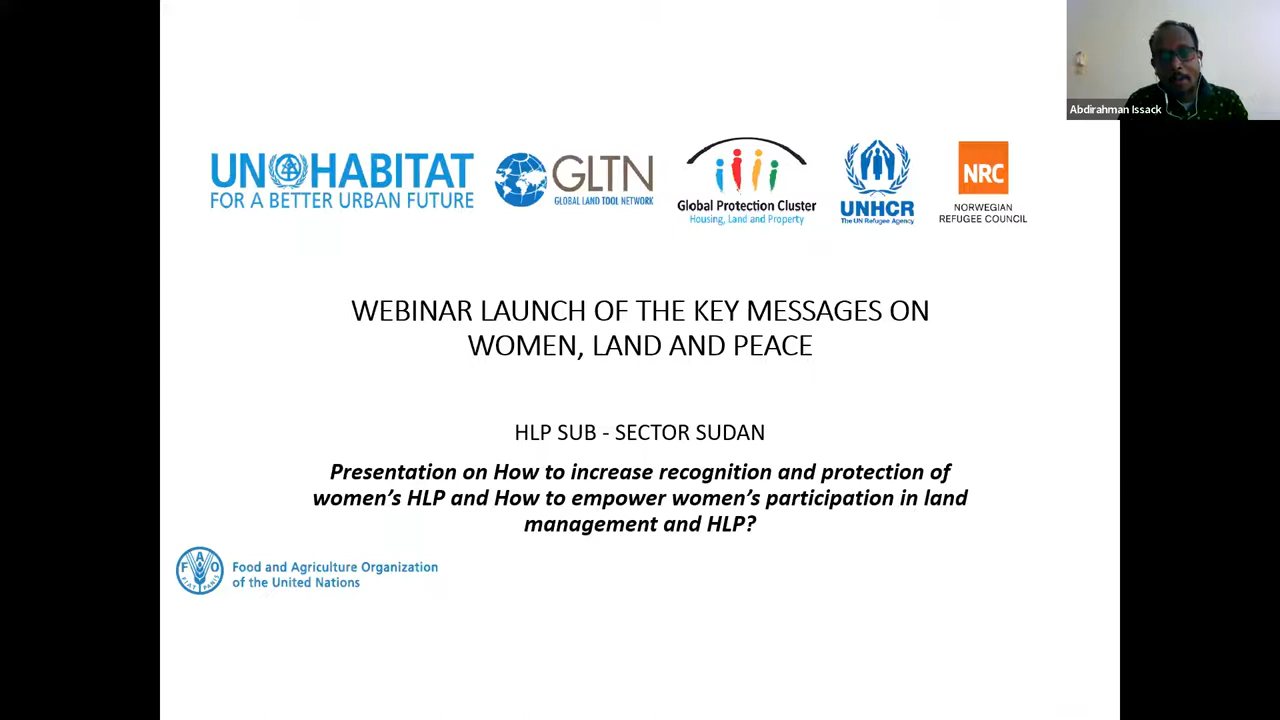 Abdirahman Issack
UN HABITAT
FOR A BETTER URBAN FUTURE
GLTN
GLOBAL LAND TOOL NETWORK
Global Protection Cluster
Housing, Land and Property
UNHCR
The UN Refugee Agency
NRC
NORWEGIAN
REFUGEE COUNCIL
WEBINAR LAUNCH OF THE KEY MESSAGES ON
WOMEN, LAND AND PEACE
HLP SUB - SECTOR SUDAN
Presentation on How to increase recognition and protection of
women's HLP and How to empower women's participation in land
management and HLP?
F A O
FIAT PANIS
Food and Agriculture Organization
of the United Nations